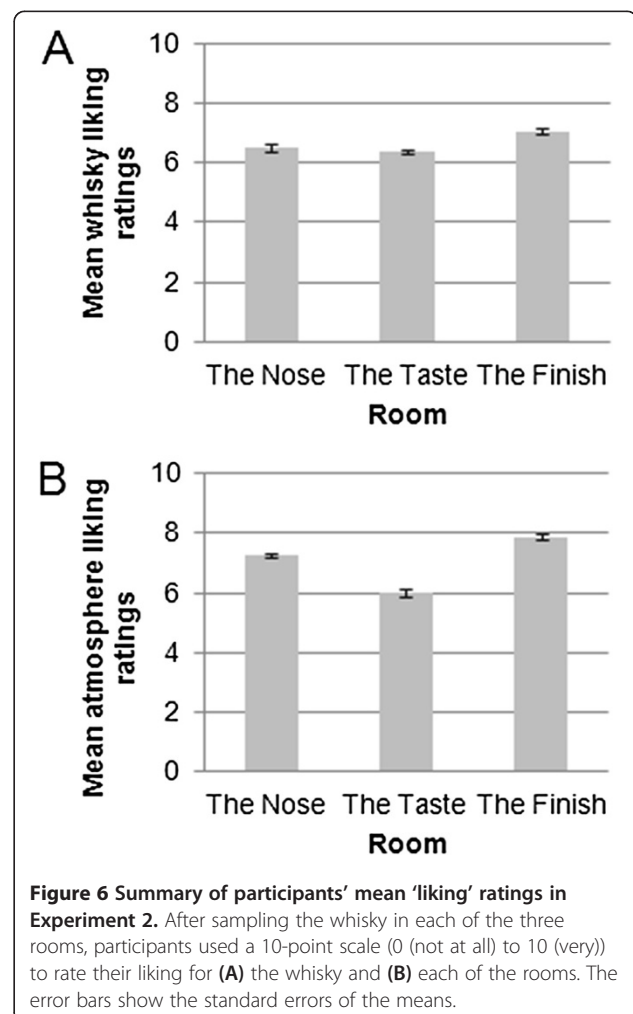 A
10
8
6
4
2
0
Mean whisky liking
ratings
The Nose The Taste The Finish
Room
B
10
8
6
4
2
0
Mean atmosphere liking
ratings
The Nose The Taste The Finish
Room
Figure 6 Summary of participants’ mean ‘liking’ ratings in
Experiment 2. After sampling the whisky in each of the three
rooms, participants used a 10-point scale (0 (not at all) to 10 (very))
to rate their liking for (A) the whisky and (B) each of the rooms. The
error bars show the standard errors of the means.